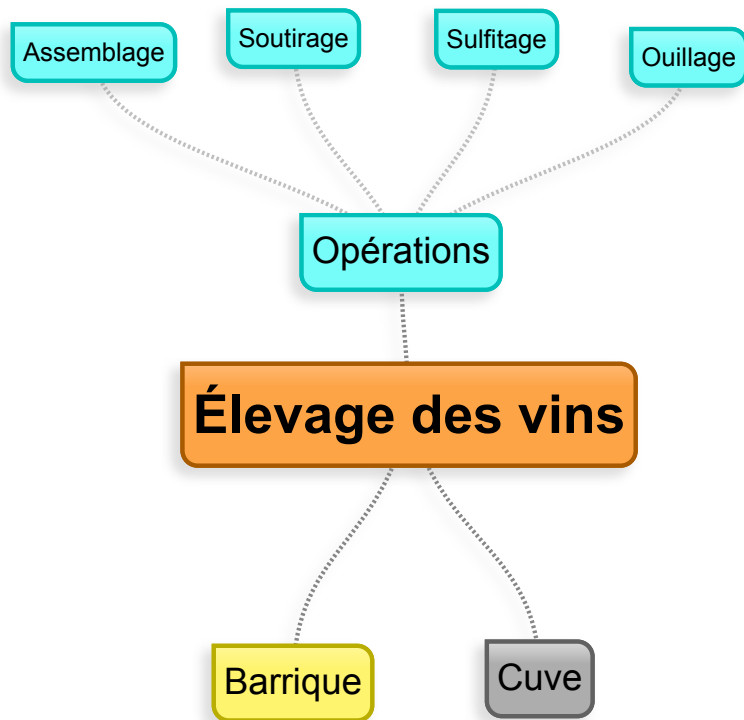 Assemblage
Soutirage
Sulfitage
Ouillage
Opérations
Élevage des vins
Barrique
Cuve